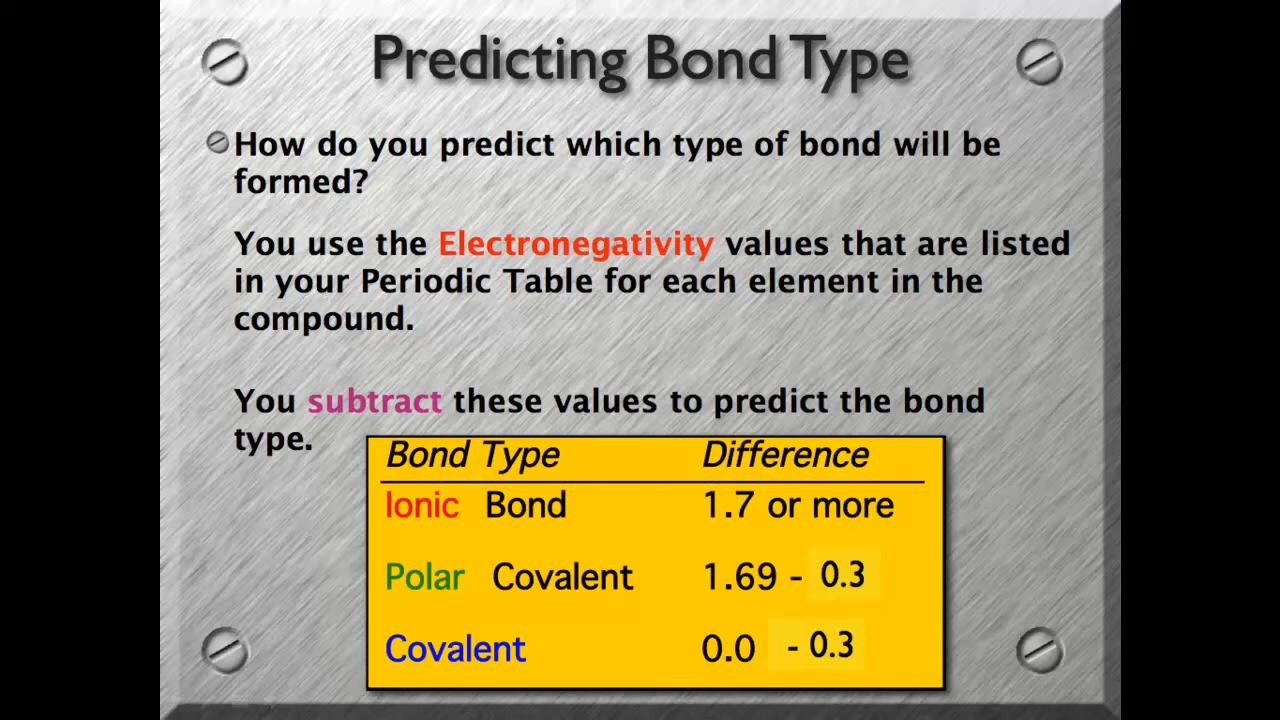 Predicting Bond Type
How do you predict which type of bond will be
formed?
You use the Electronegativity values that are listed
in your Periodic Table for each element in the
compound.
You subtract these values to predict the bond
type.
Bond Type Difference
Ionic Bond 1.7 or more
Polar Covalent 1.69 - 0.3
Covalent 0.0 - 0.3